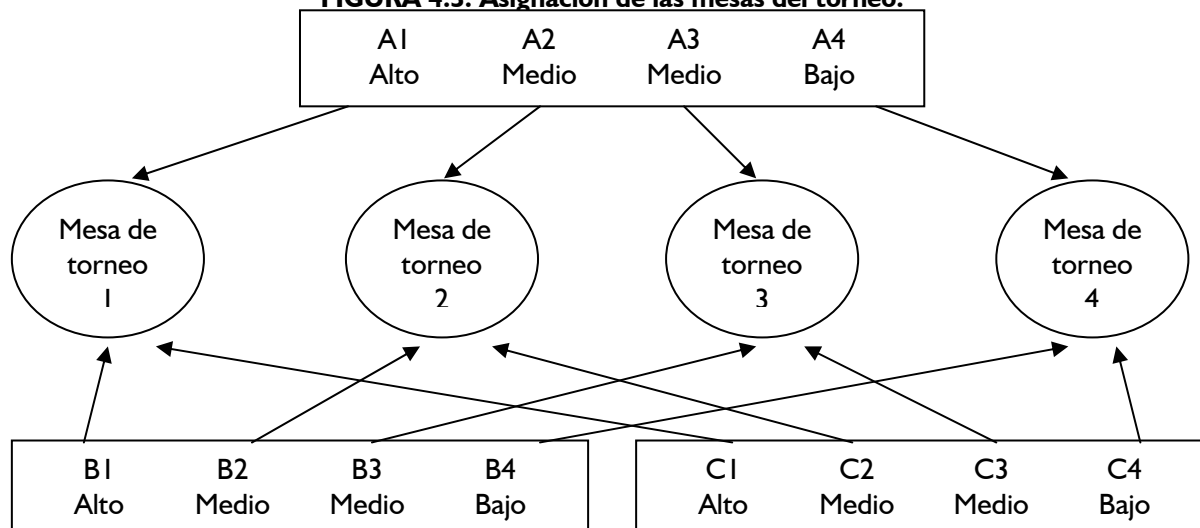 FIGURA 4.3. Asignación de las mesas del torneo.
A1 A2 A3 A4
Alto Medio Medio Bajo
Mesa de
torneo
1
Mesa de
torneo
2
Mesa de
torneo
3
Mesa de
torneo
4
B1 B2 B3 B4
Alto Medio Medio Bajo
C1 C2 C3 C4
Alto Medio Medio Bajo